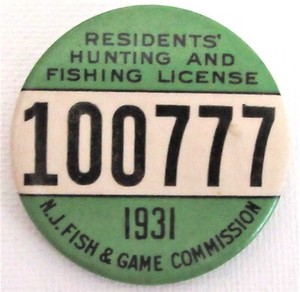 RESIDENTS'
HUNTING AND
FISHING LICENSE
100777
1931
N.J. FISH & GAME COMMISSION